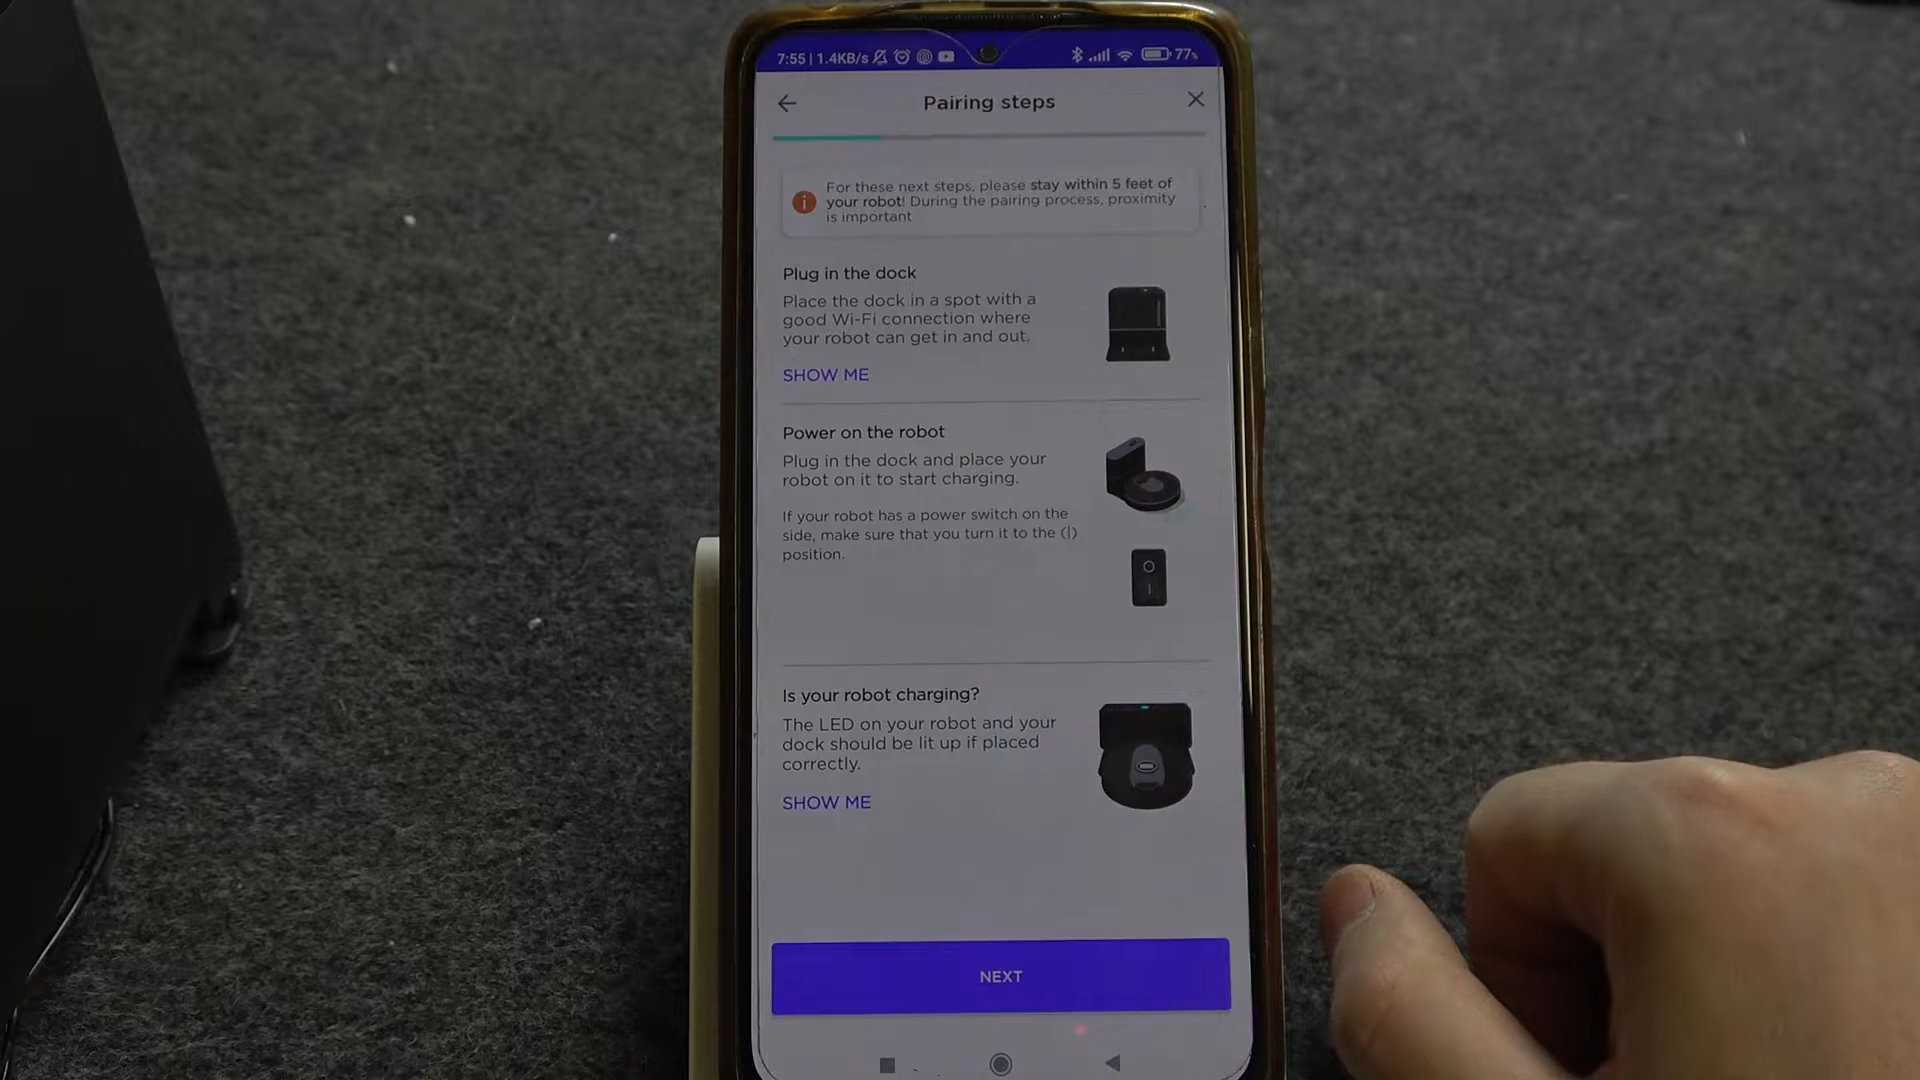 7:55 | 1.4KB/s 77%
Pairing steps
For these next steps, please stay within 5 feet of
your robot! During the pairing process, proximity
is important
Plug in the dock
Place the dock in a spot with a
good Wi-Fi connection where
your robot can get in and out.
SHOW ME
Power on the robot
Plug in the dock and place your
robot on it to start charging.
If your robot has a power switch on the
side, make sure that you turn it to the (|)
position.
Is your robot charging?
The LED on your robot and your
dock should be lit up if placed
correctly.
SHOW ME
NEXT